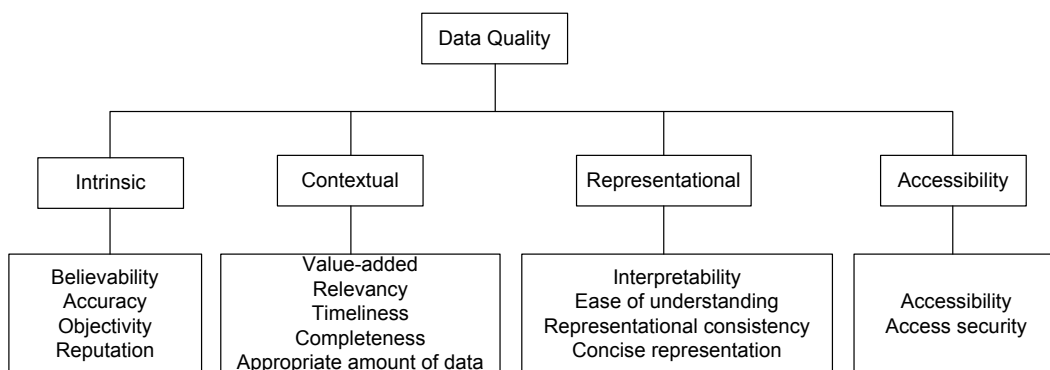 Data Quality
Intrinsic
Contextual
Representational
Accessibility
Believability
Accuracy
Objectivity
Reputation
Value-added
Relevancy
Timeliness
Completeness
Appropriate amount of data
Interpretability
Ease of understanding
Representational consistency
Concise representation
Accessibility
Access security